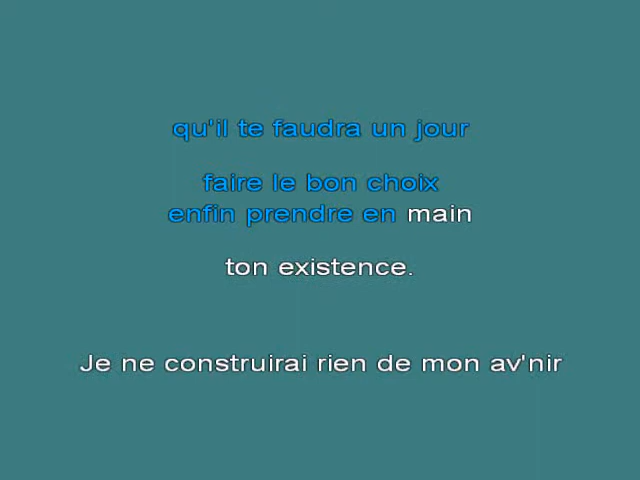 qu'il te faudra un jour
faire le bon choix
enfin prendre en main
ton existence.
Je ne construirai rien de mon av'nir